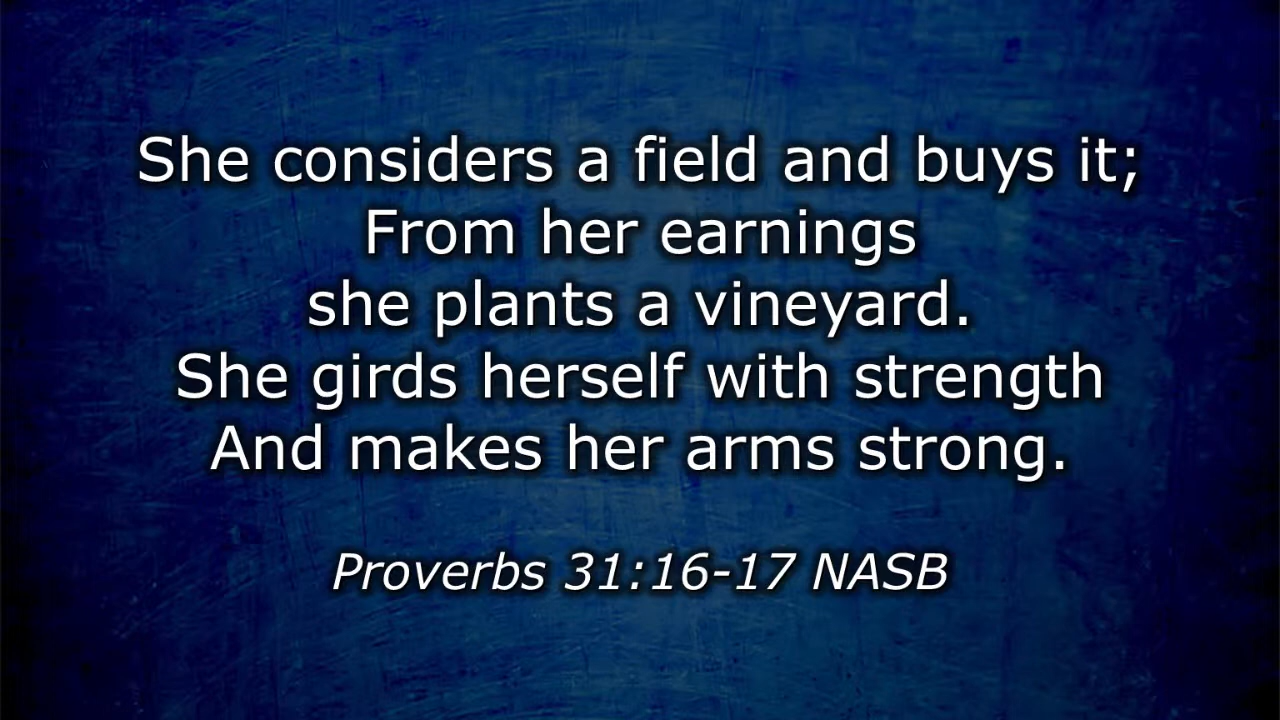 She considers a field and buys it;
From her earnings
she plants a vineyard.
She girds herself with strength
And makes her arms strong.
Proverbs 31:16-17 NASB